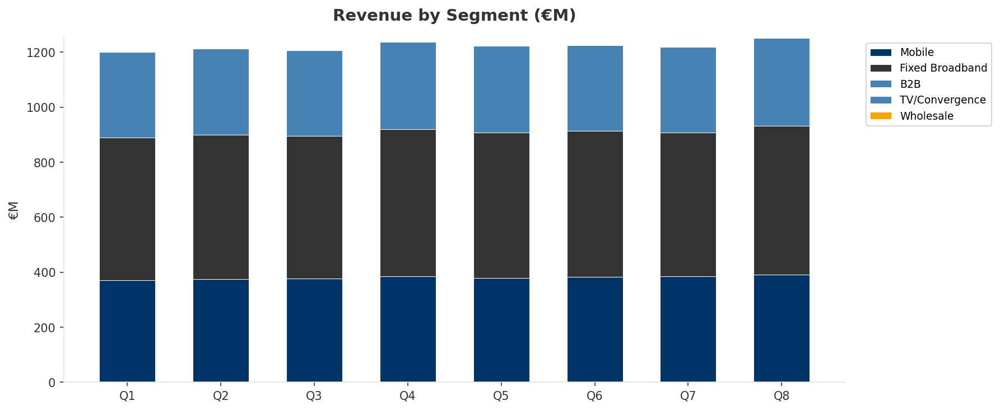 Revenue by Segment (€M)
1200
1000
800
600
400
200
0
€M
Q1 Q2 Q3 Q4 Q5 Q6 Q7 Q8
Mobile
Fixed Broadband
B2B
TV/Convergence
Wholesale